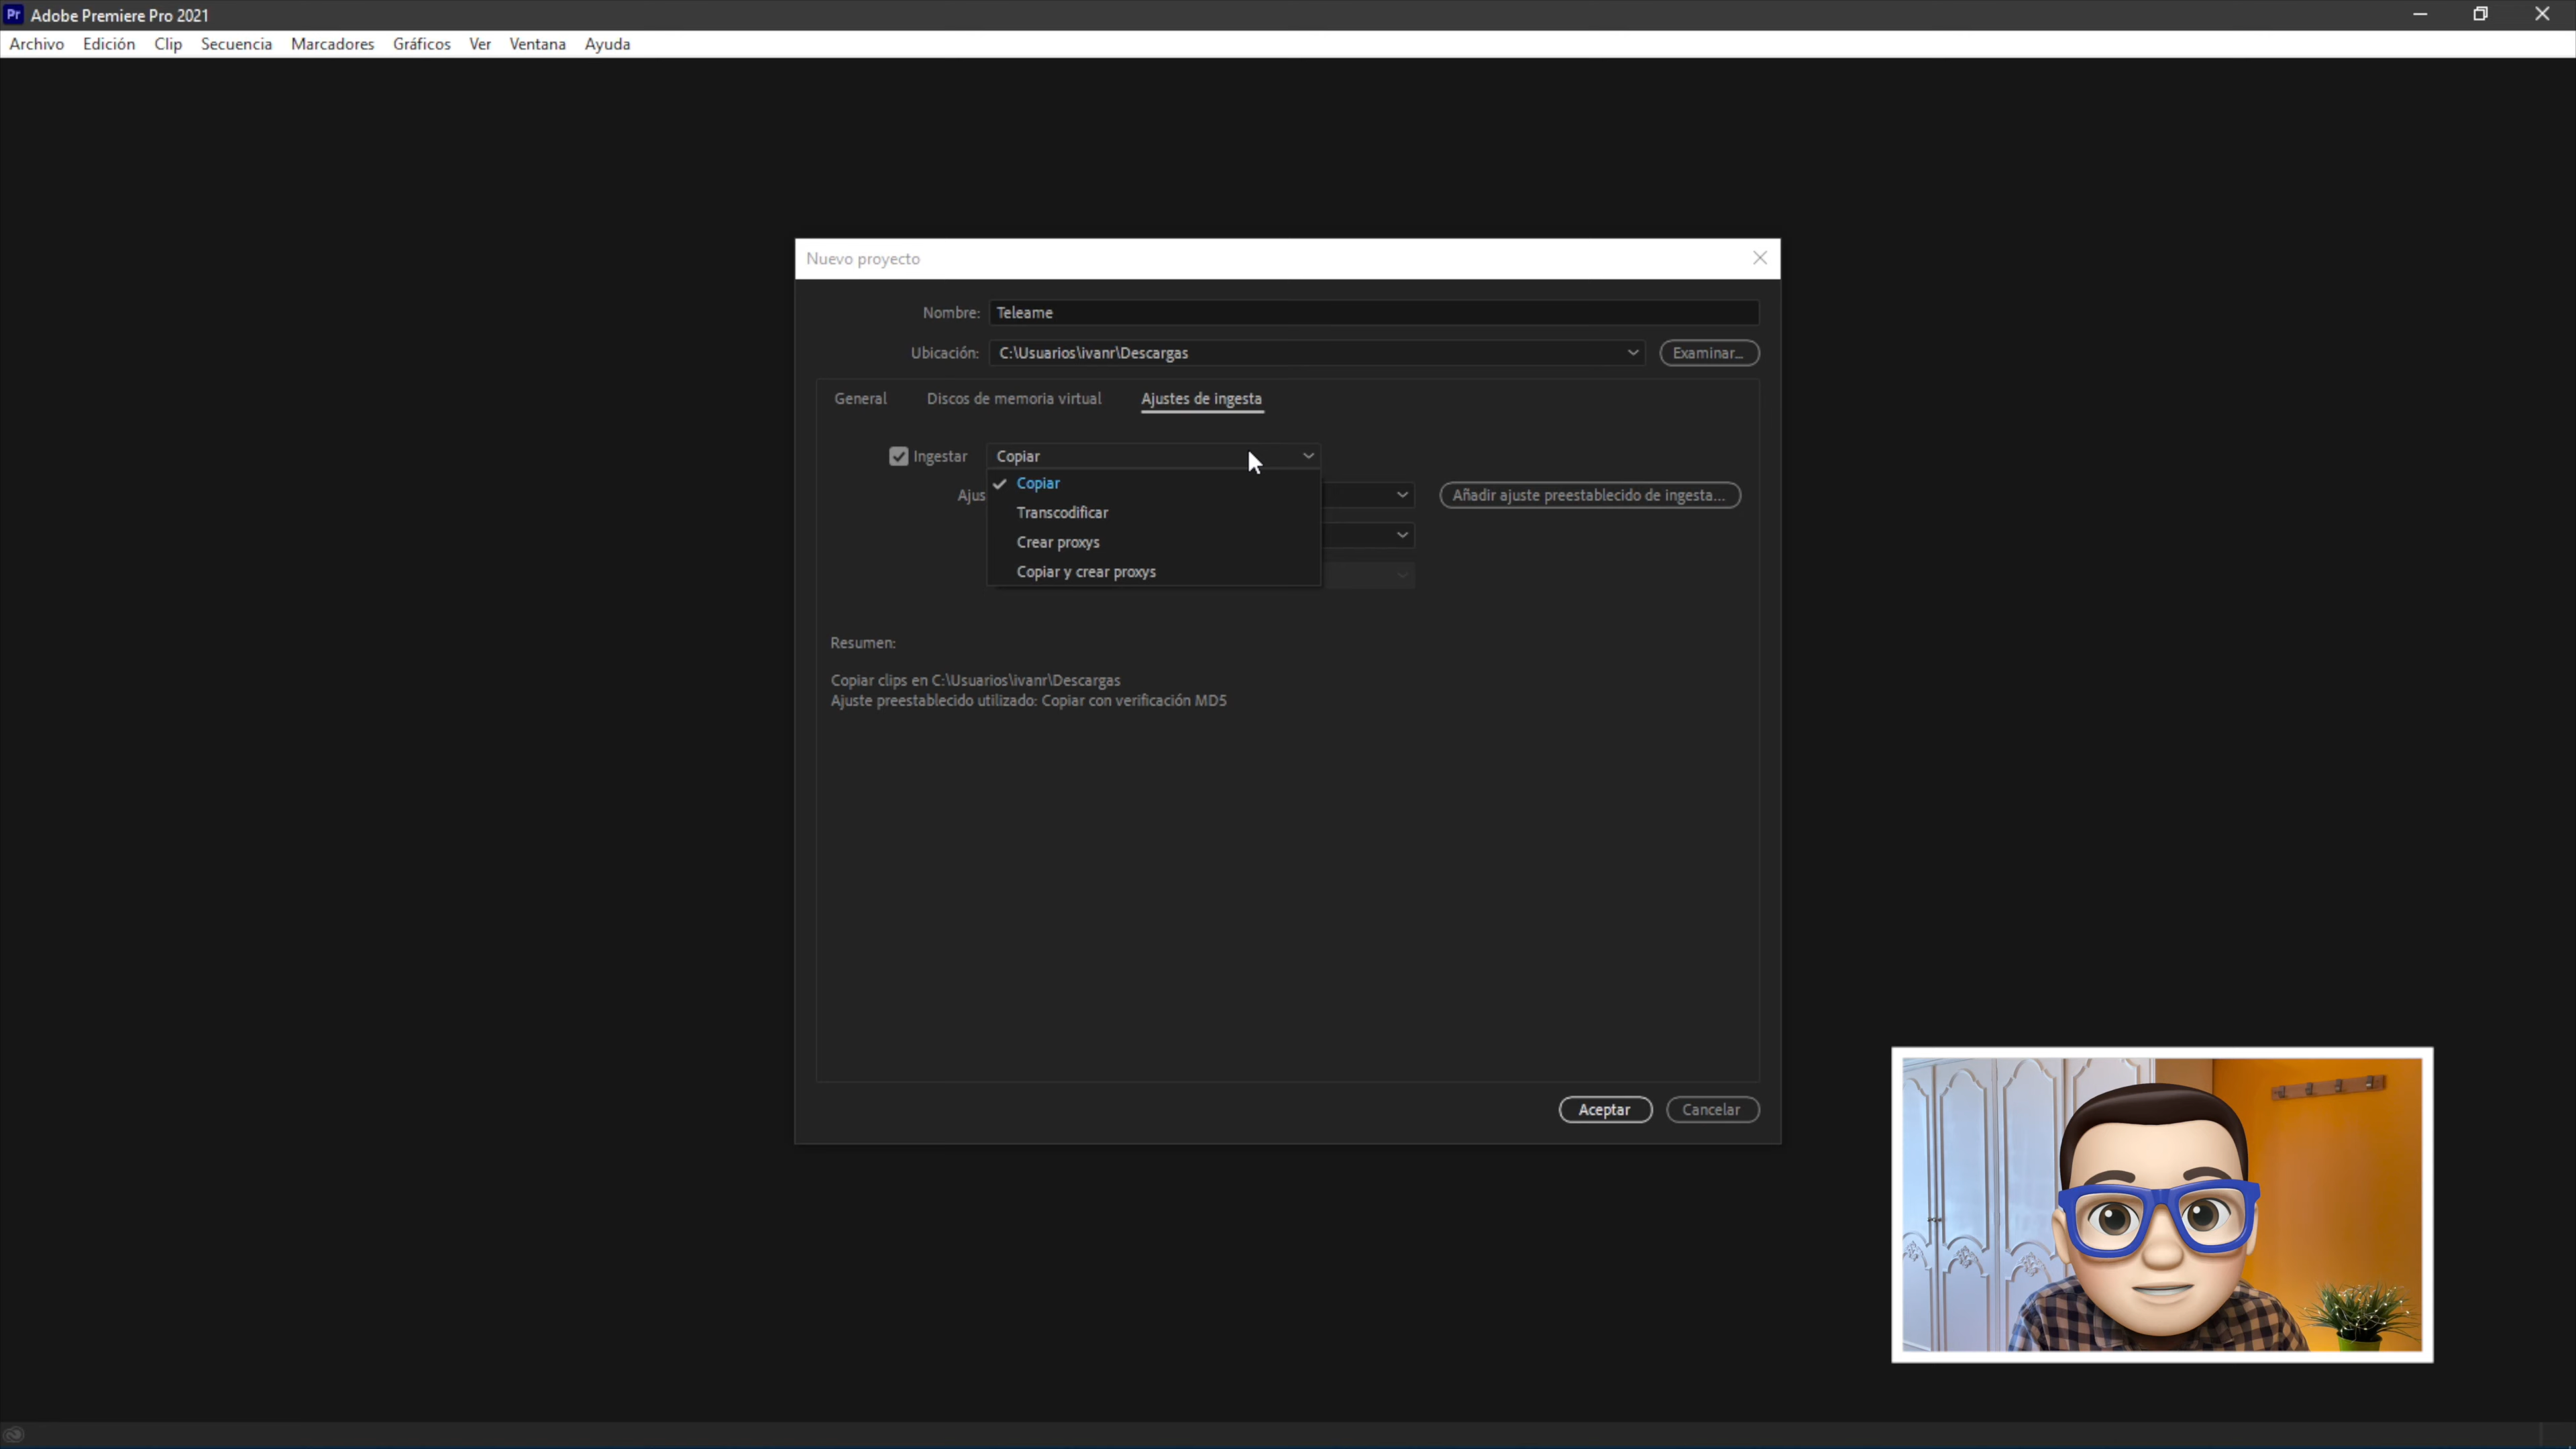 Pr Adobe Premiere Pro 2021
Archivo Edición Clip Secuencia Marcadores Gráficos Ver Ventana Ayuda
Nuevo proyecto
Nombre: Teleame
Ubicación: C:\Usuarios\ivanr\Descargas Examinar...
General Discos de memoria virtual Ajustes de ingesta
Ingestar Copiar
Copiar
Ajus Añadir ajuste preestablecido de ingesta...
Transcodificar
Crear proxys
Copiar y crear proxys
Resumen:
Copiar clips en C:\Usuarios\ivanr\Descargas
Ajuste preestablecido utilizado: Copiar con verificación MD5
Aceptar Cancelar